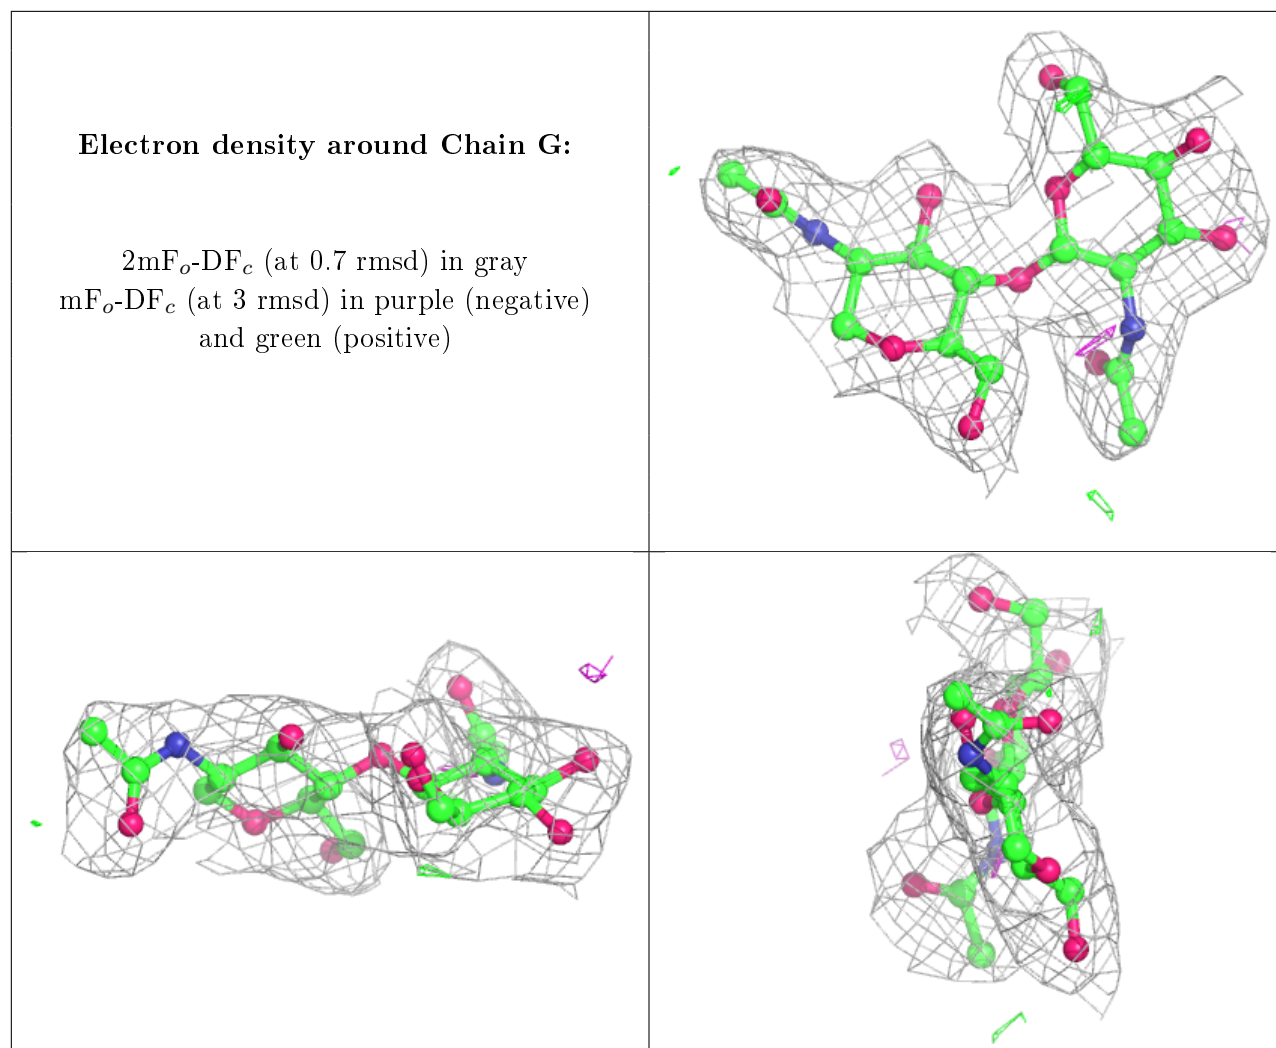 Electron density around Chain G:
2mFₒ-DF𝒸 (at 0.7 rmsd) in gray
mFₒ-DF𝒸 (at 3 rmsd) in purple (negative)
and green (positive)